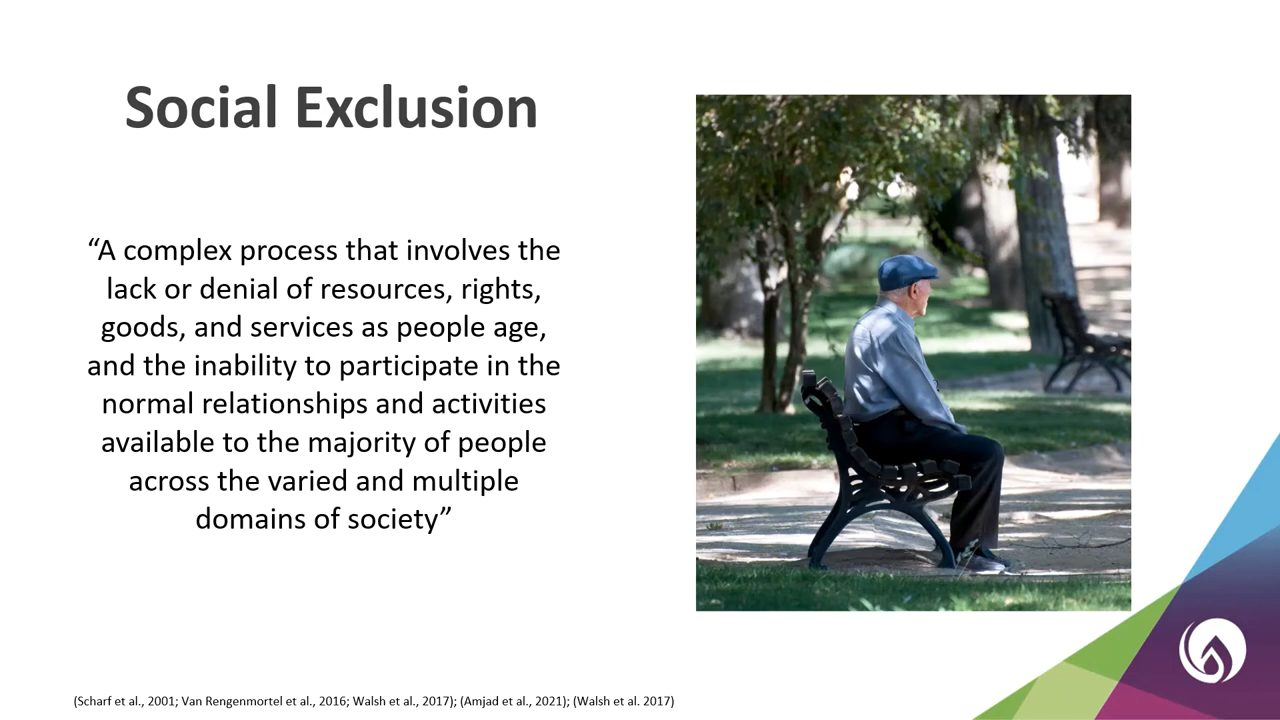 Social Exclusion
“A complex process that involves the
lack or denial of resources, rights,
goods, and services as people age,
and the inability to participate in the
normal relationships and activities
available to the majority of people
across the varied and multiple
domains of society”
(Scharf et al., 2001; Van Rengenmortel et al., 2016; Walsh et al., 2017); (Amjad et al., 2021); (Walsh et al. 2017)